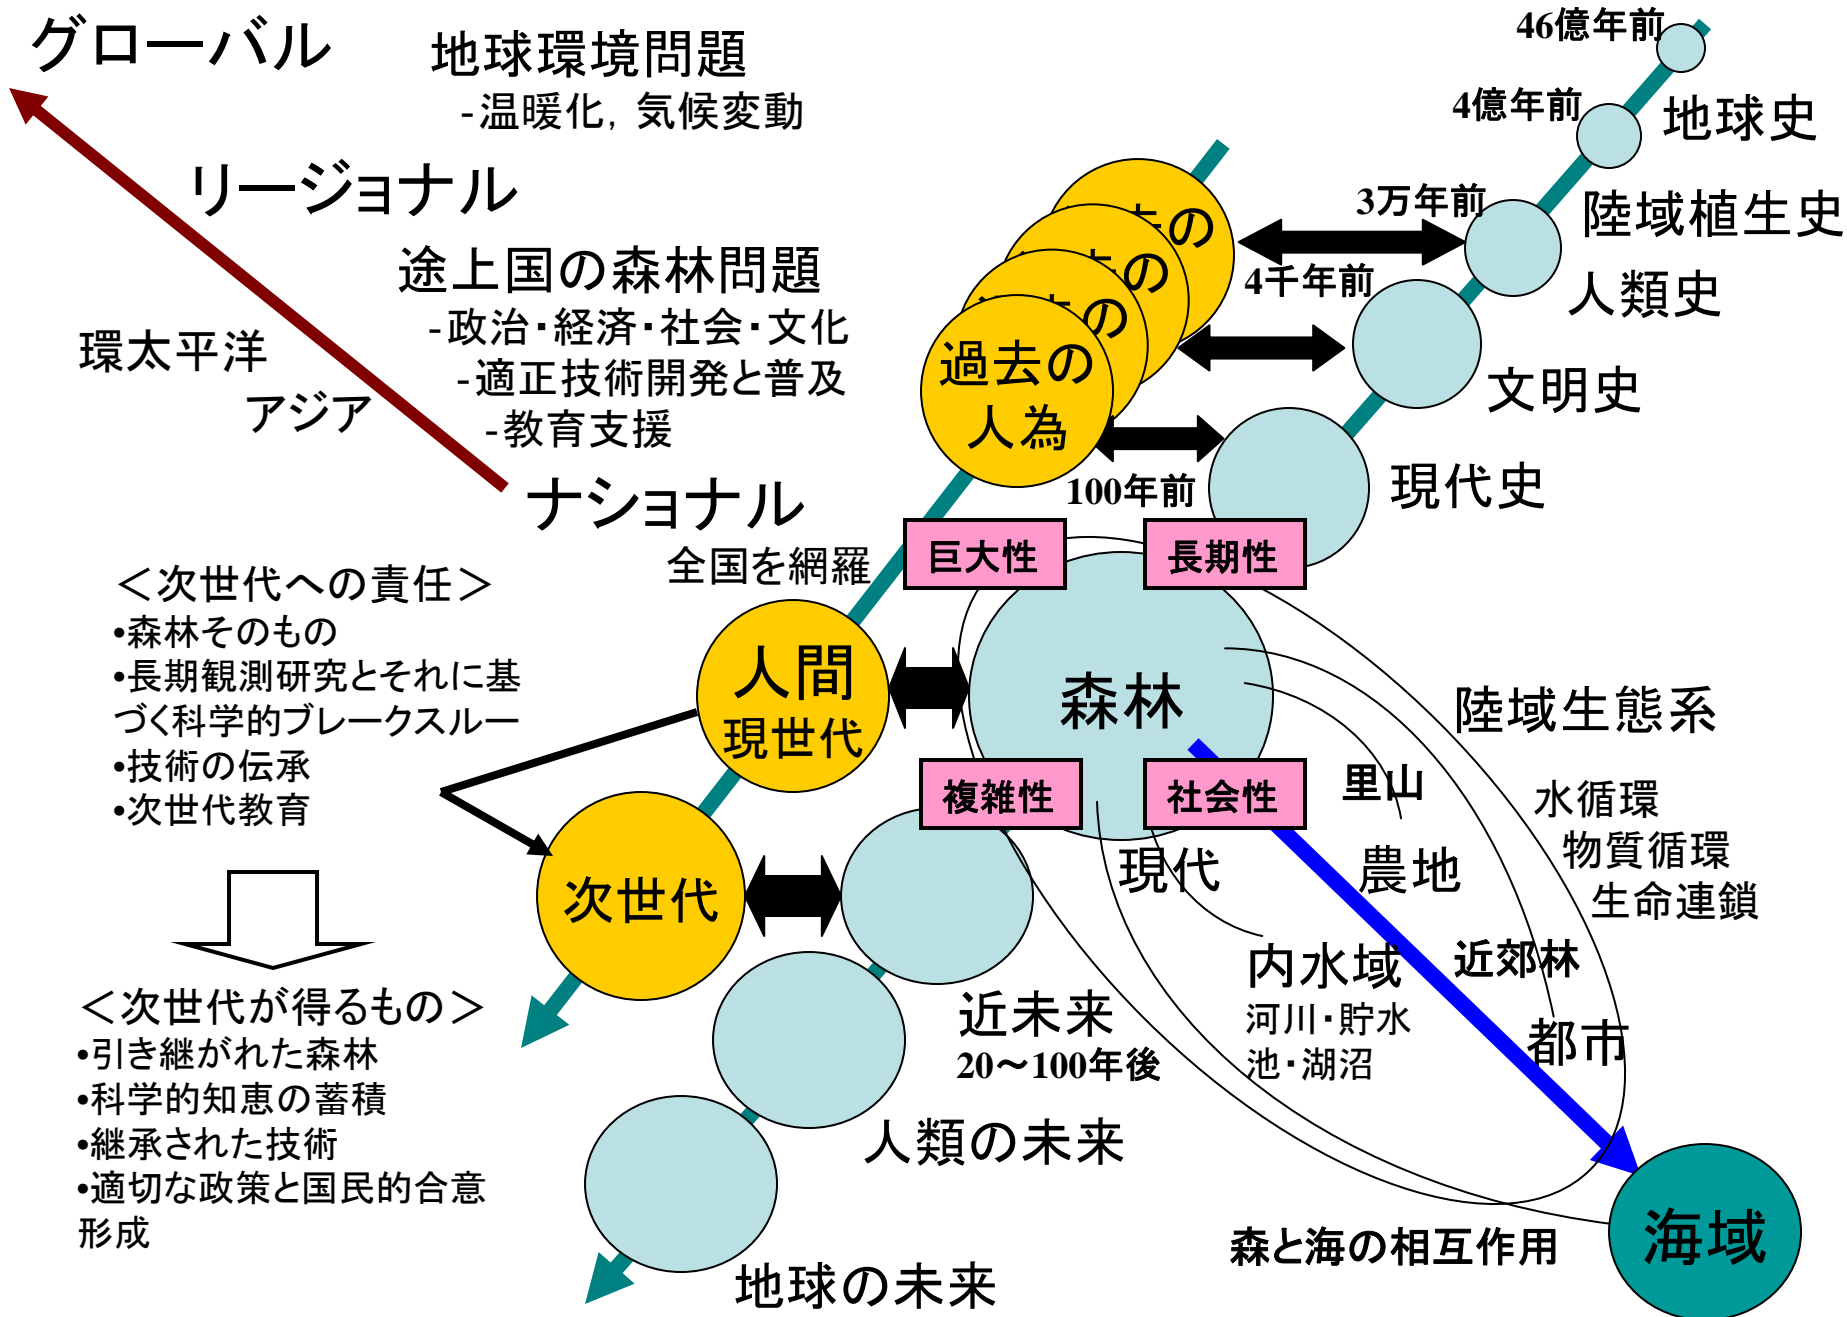 グローバル
地球環境問題
-温暖化，気候変動
リージョナル
途上国の森林問題
-政治・経済・社会・文化
-適正技術開発と普及
-教育支援
環太平洋
アジア
ナショナル
全国を網羅
46億年前
地球史
4億年前
陸域植生史
3万年前
人類史
4千年前
文明史
100年前
現代史
過去の
人為
去の
去の
去の
巨大性
長期性
複雑性
社会性
人間
現世代
森林
現代
次世代
＜次世代への責任＞
•森林そのもの
•長期観測研究とそれに基
づく科学的ブレークスルー
•技術の伝承
•次世代教育
＜次世代が得るもの＞
•引き継がれた森林
•科学的知恵の蓄積
•継承された技術
•適切な政策と国民的合意
形成
陸域生態系
水循環
物質循環
生命連鎖
里山
農地
内水域
河川・貯水
池・湖沼
近郊林
都市
近未来
20～100年後
人類の未来
地球の未来
森と海の相互作用
海域